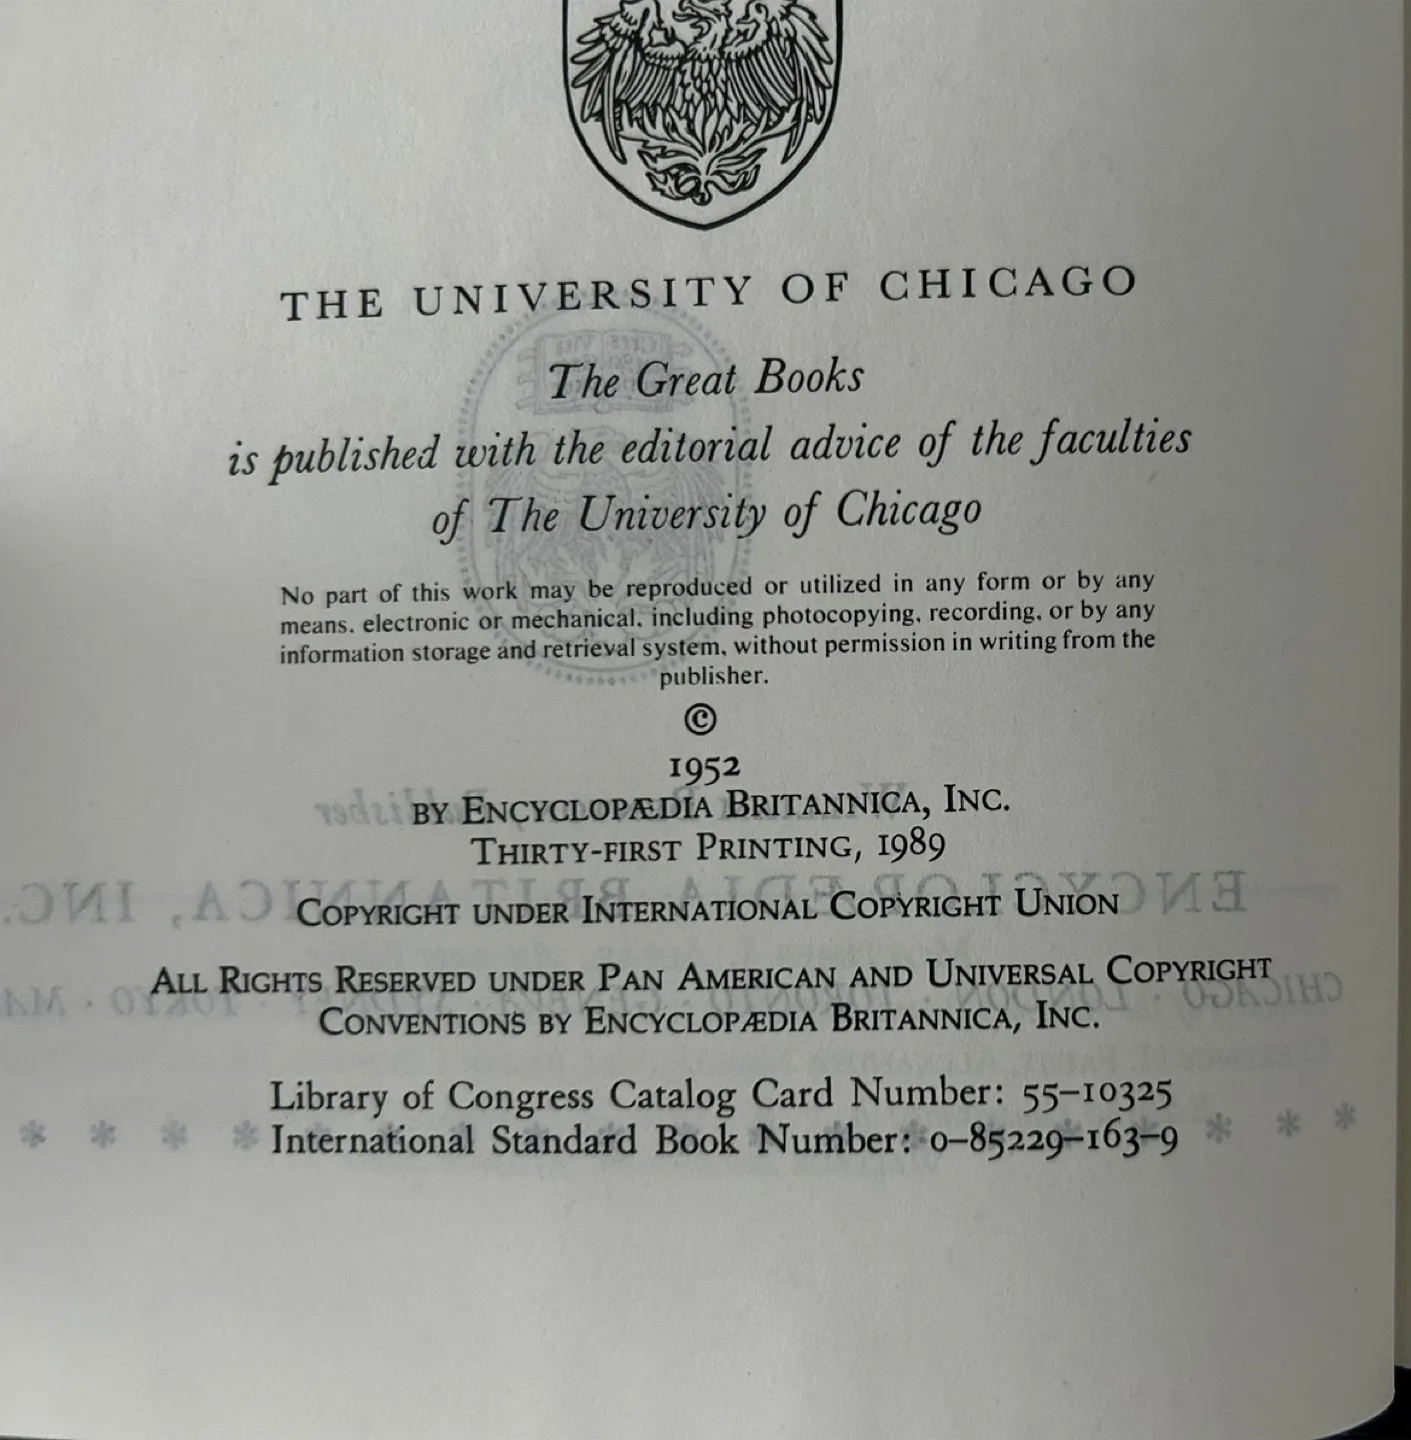 THE UNIVERSITY OF CHICAGO
The Great Books
is published with the editorial advice of the faculties
of The University of Chicago
No part of this work may be reproduced or utilized in any form or by any
means, electronic or mechanical, including photocopying, recording, or by any
information storage and retrieval system, without permission in writing from the
publisher.
©
1952
BY ENCYCLOPÆDIA BRITANNICA, INC.
THIRTY-FIRST PRINTING, 1989
COPYRIGHT UNDER INTERNATIONAL COPYRIGHT UNION
ALL RIGHTS RESERVED UNDER PAN AMERICAN AND UNIVERSAL COPYRIGHT
CONVENTIONS BY ENCYCLOPÆDIA BRITANNICA, INC.
Library of Congress Catalog Card Number: 55-10325
International Standard Book Number: 0-85229-163-9